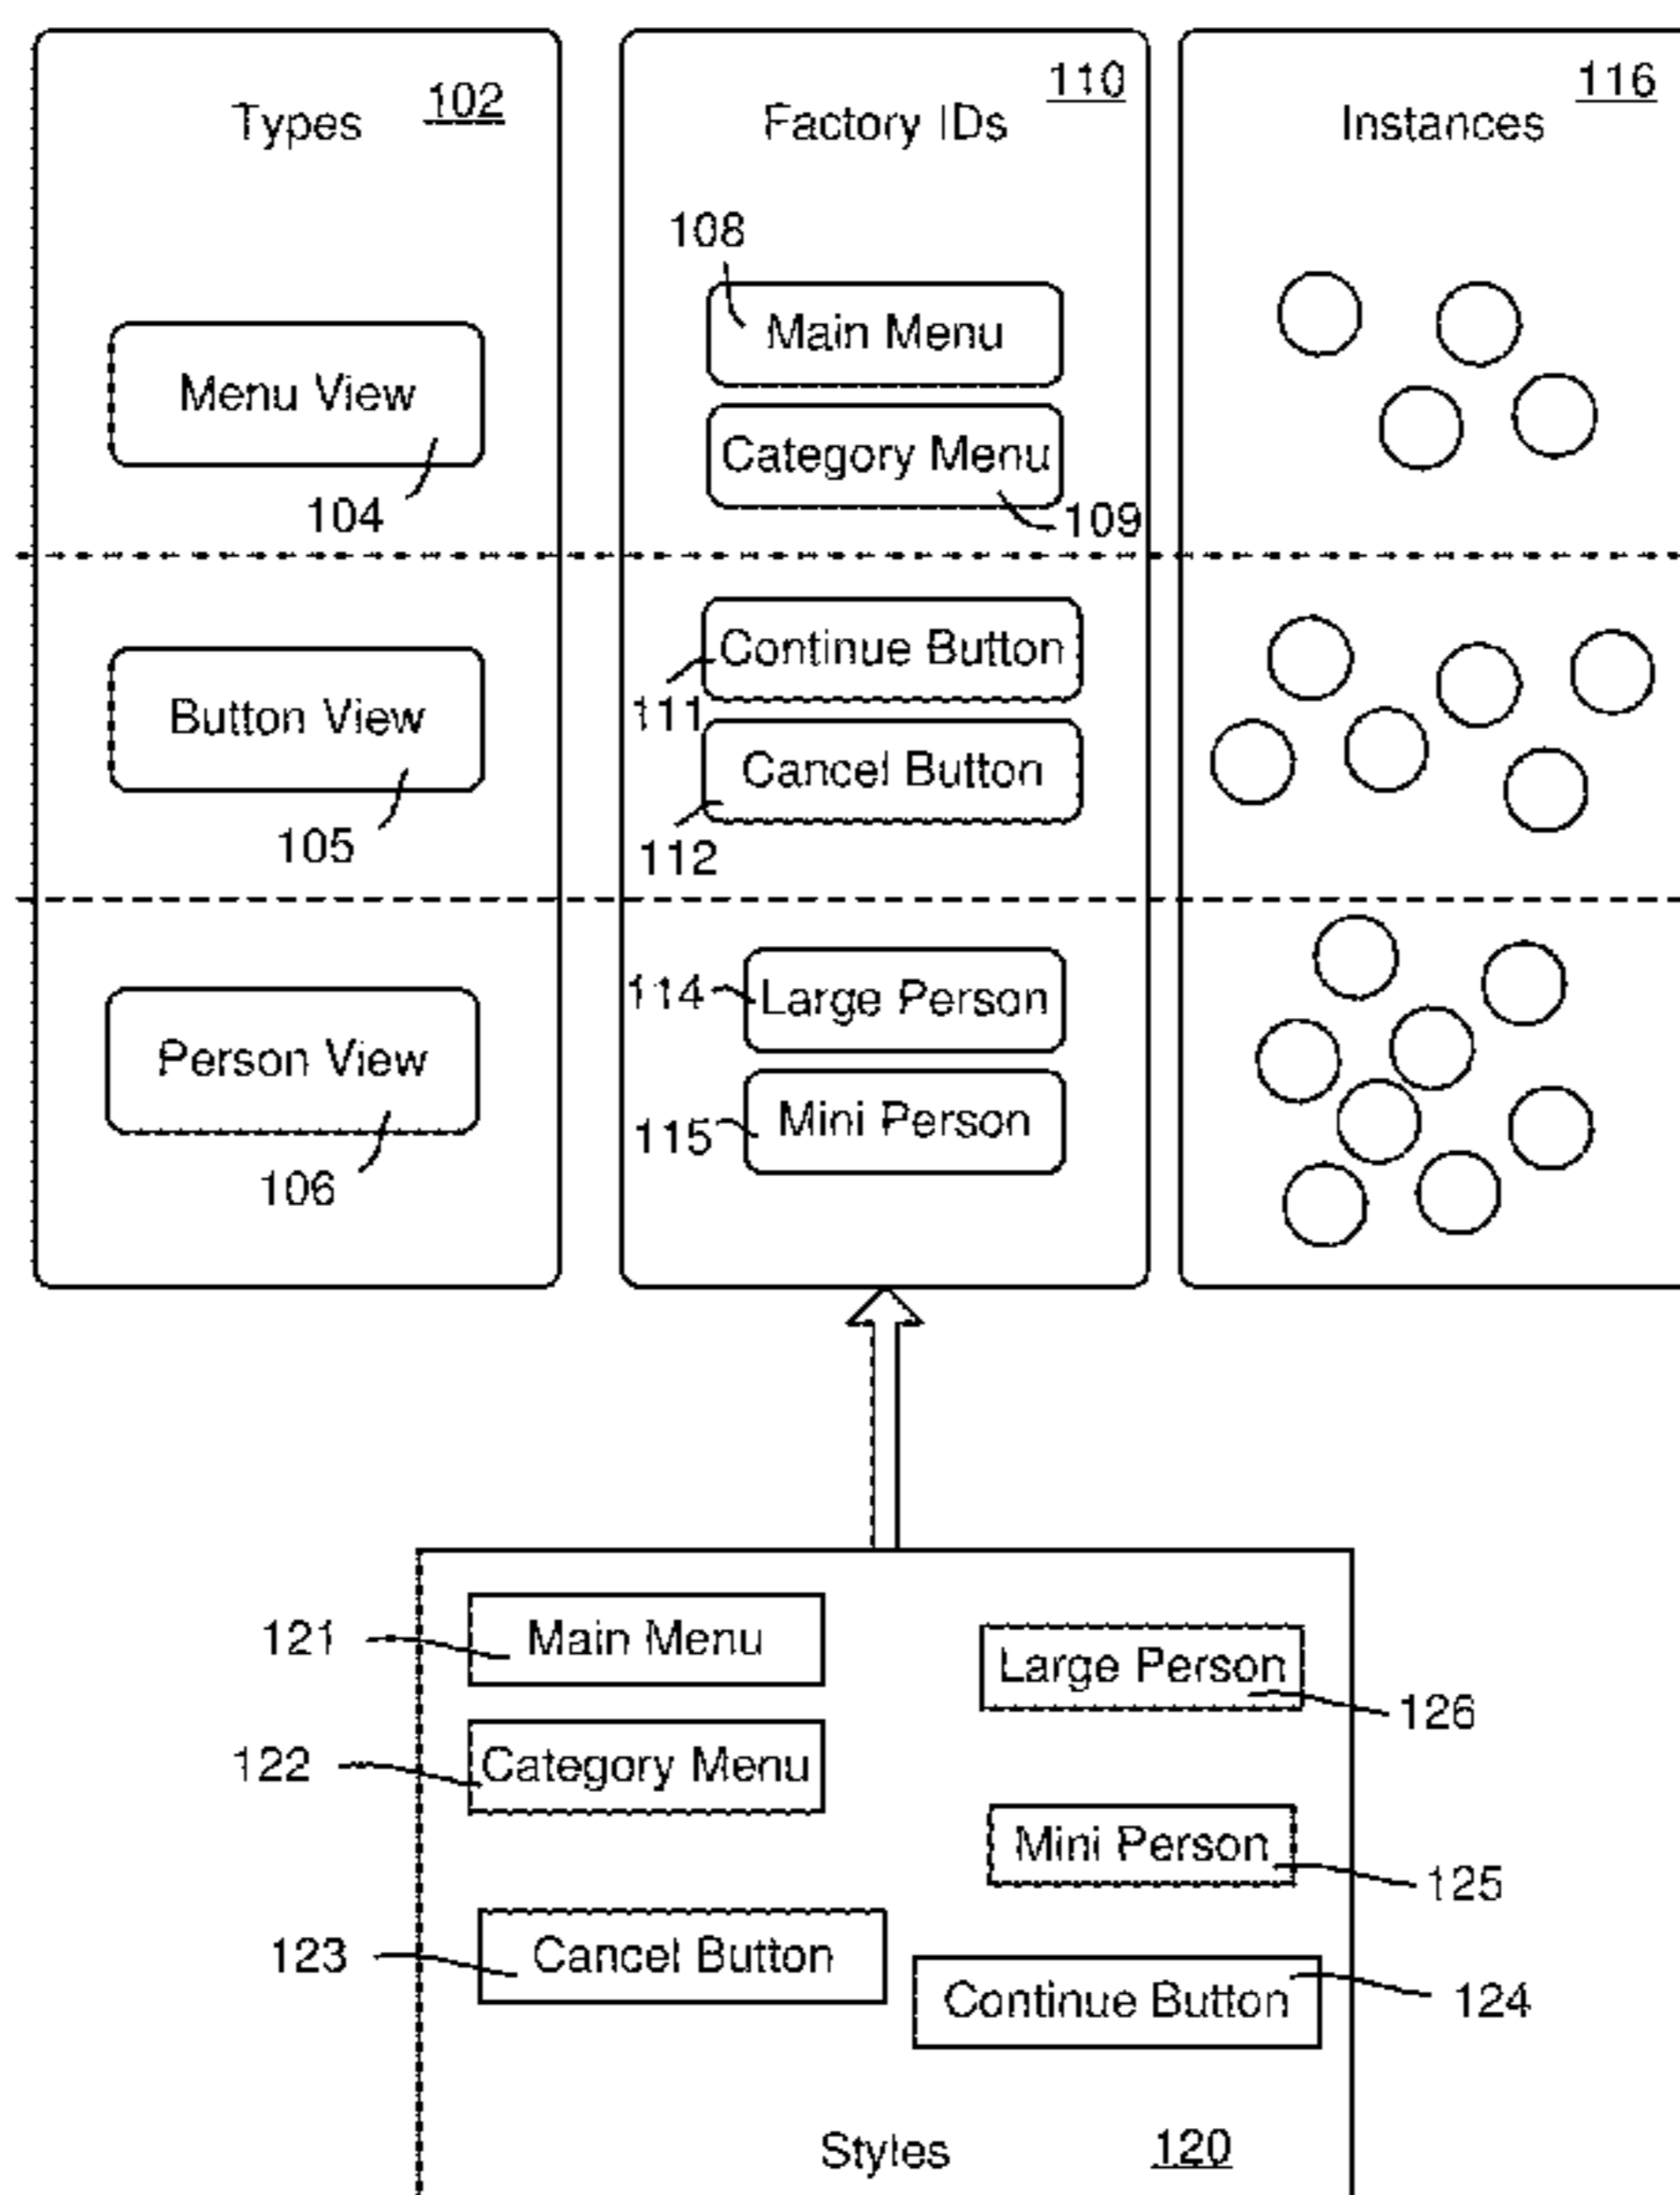 Types 102
Menu View
104
Button View
105
Person View
106
Factory IDs 110
108
Main Menu
Category Menu
109
Continue Button
111
Cancel Button
112
114 Large Person
115 Mini Person
Instances 116
121 Main Menu
Large Person
126
122 Category Menu
Mini Person
125
123 Cancel Button
Continue Button 124
Styles 120